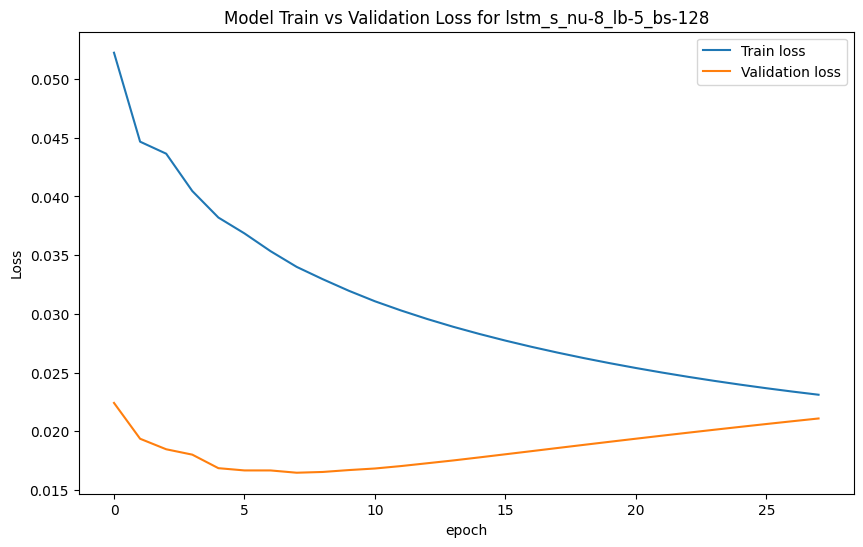 Model Train vs Validation Loss for lstm_s_nu-8_lb-5_bs-128
Train loss
Validation loss
0.050
0.045
0.040
0.035
0.030
0.025
0.020
0.015
Loss
0 5 10 15 20 25
epoch